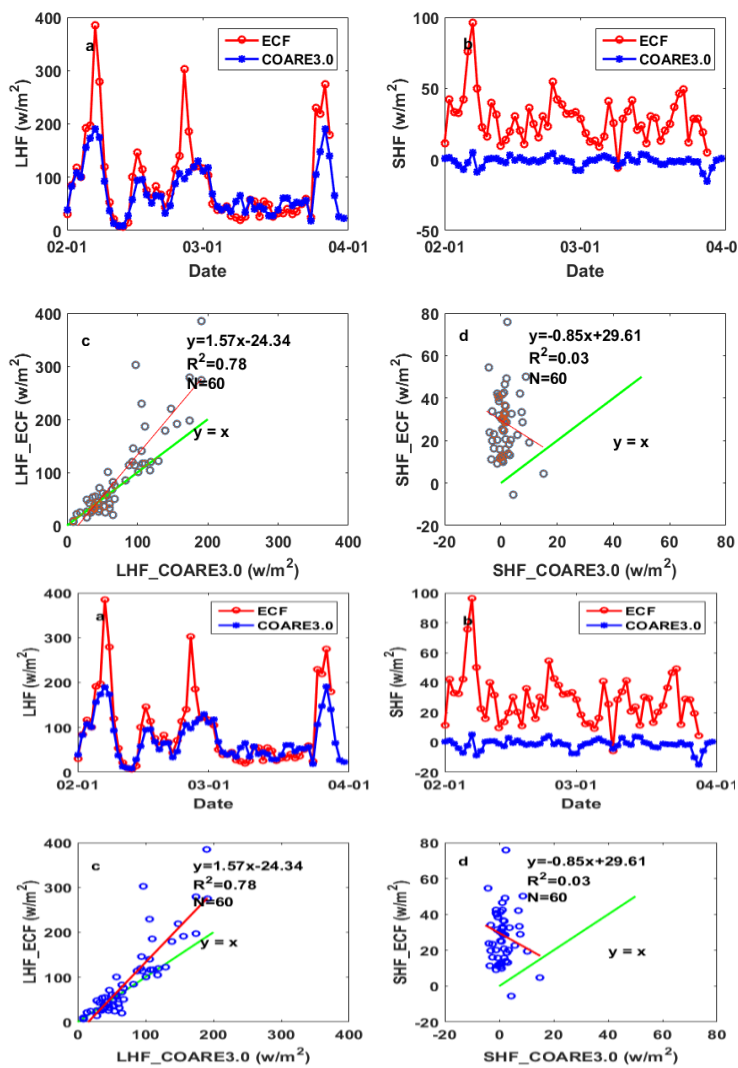 a
ECF
COARE3.0
LHF (w/m²)
400
300
200
100
0
02-01 03-01 04-01
Date
b
ECF
COARE3.0
SHF (w/m²)
100
50
0
-50
02-01 03-01 04-0
Date
c
y=1.57x-24.34
R²=0.78
N=60
y = x
LHF_ECF (w/m²)
400
300
200
100
0
0 100 200 300 400
LHF_COARE3.0 (w/m²)
d
y=-0.85x+29.61
R²=0.03
N=60
y = x
SHF_ECF (w/m²)
80
60
40
20
0
-20
-20 0 20 40 60 80
SHF_COARE3.0 (w/m²)
a
ECF
COARE3.0
LHF (w/m²)
400
300
200
100
0
02-01 03-01 04-01
Date
b
ECF
COARE3.0
SHF (w/m²)
100
80
60
40
20
0
-20
02-01 03-01 04-01
Date
c
y=1.57x-24.34
R²=0.78
N=60
y = x
LHF_ECF (w/m²)
400
300
200
100
0
0 100 200 300 400
LHF_COARE3.0 (w/m²)
d
y=-0.85x+29.61
R²=0.03
N=60
y = x
SHF_ECF (w/m²)
80
60
40
20
0
-20
-20 0 20 40 60 80
SHF_COARE3.0 (w/m²)